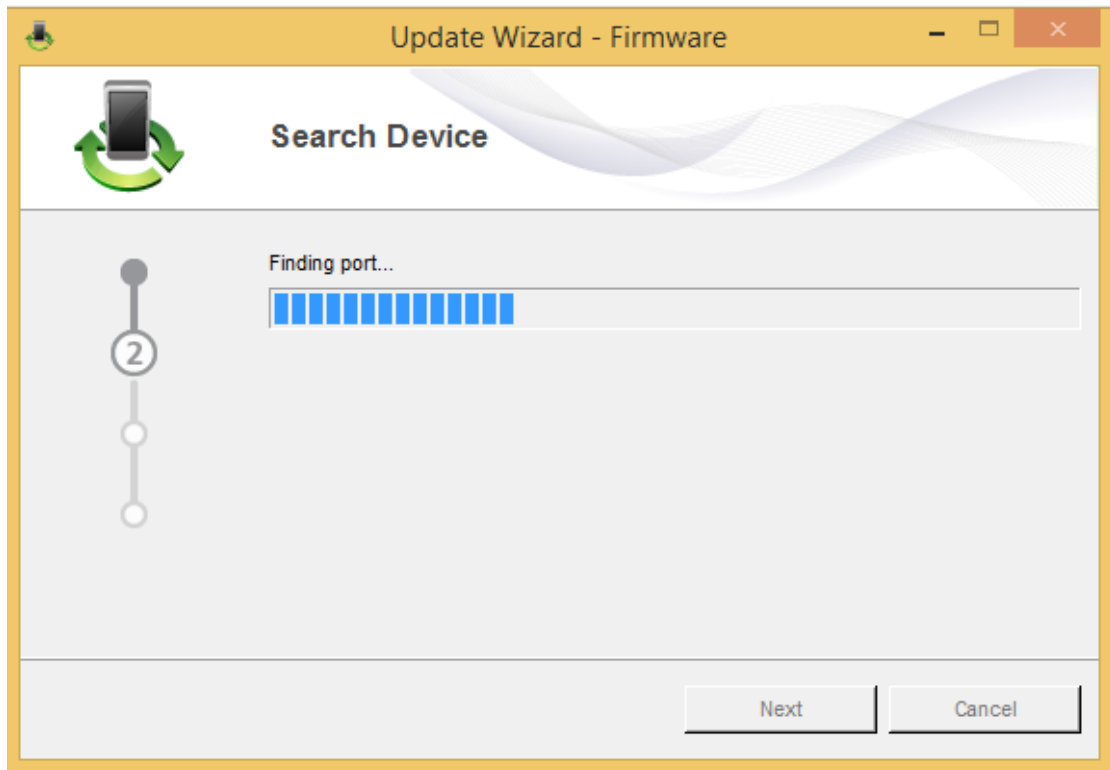 Update Wizard - Firmware
Search Device
Finding port...
2
Next
Cancel